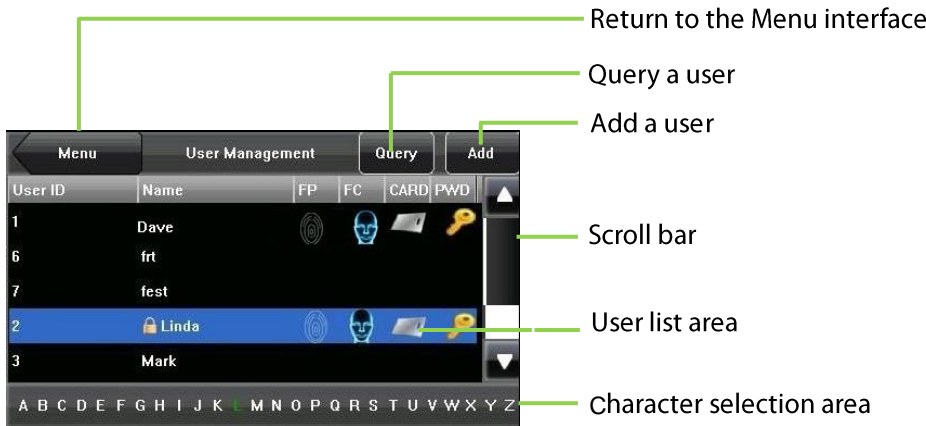 Return to the Menu interface
Query a user
Add a user
Menu User Management Query Add
User ID Name FP FC CARD PWD
1 Dave
Scroll bar
6 frt
7 fest
2 Linda
User list area
3 Mark
A B C D E F G H I J K L M N O P Q R S T U V W X Y Z
Character selection area